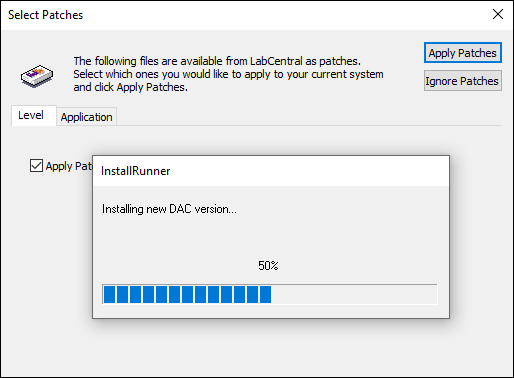 Select Patches
The following files are available from LabCentral as patches.
Select which ones you would like to apply to your current system
and click Apply Patches.
Apply Patches
Ignore Patches
Level
Application
Apply
InstallRunner
Installing new DAC version...
50%